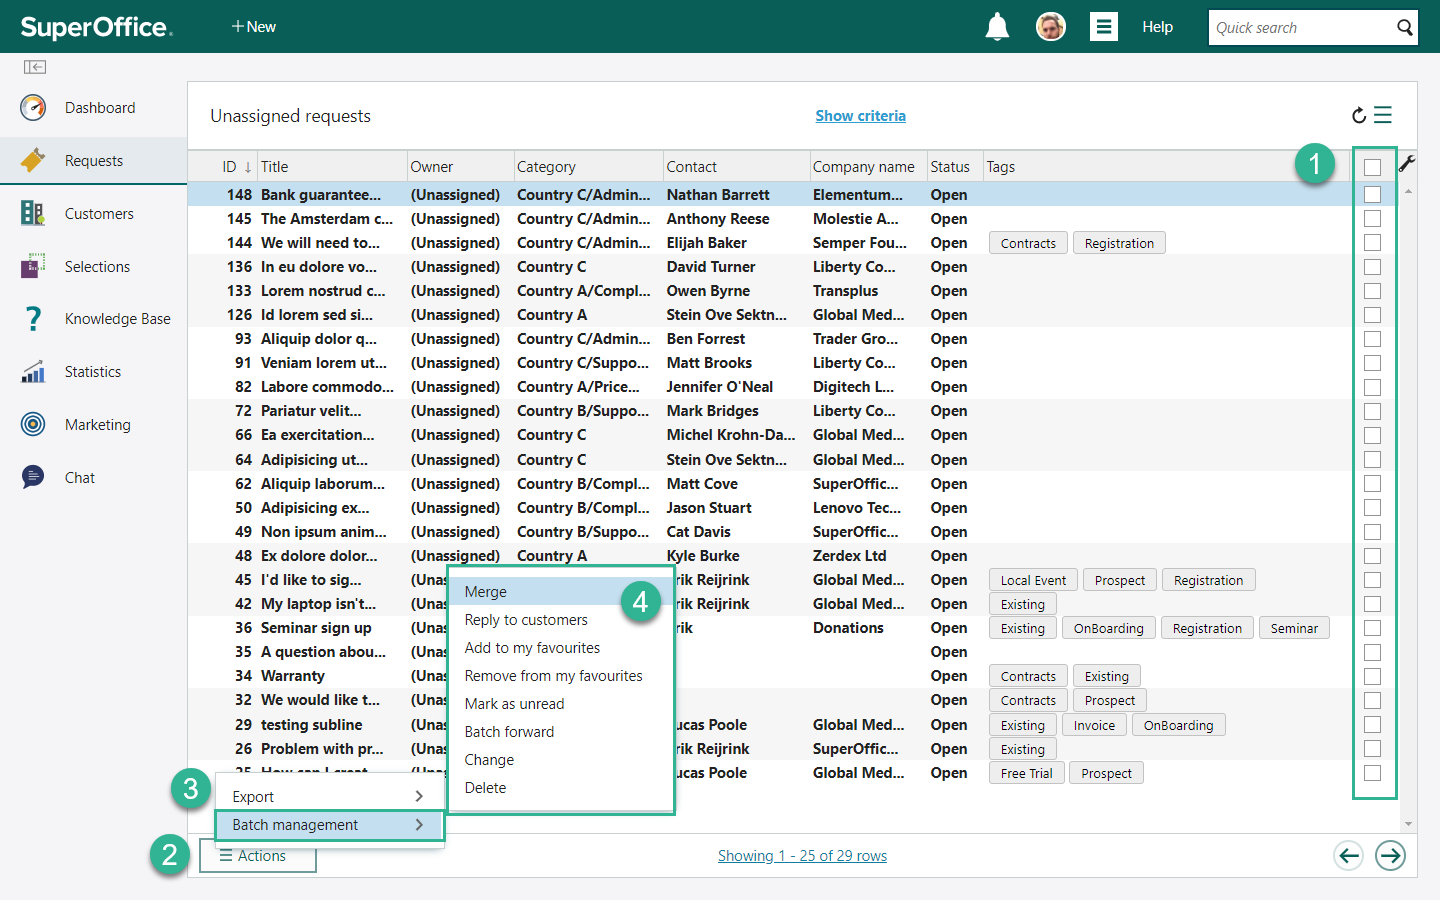 SuperOffice.
+ New
Help
Quick search
Dashboard
Requests
Customers
Selections
Knowledge Base
Statistics
Marketing
Chat
Unassigned requests
Show criteria
1
ID ↓ Title Owner Category Contact Company name Status Tags
148 Bank guarantee... (Unassigned) Country C/Admin... Nathan Barrett Elementum... Open
145 The Amsterdam c... (Unassigned) Country C/Admin... Anthony Reese Molestie A... Open
144 We will need to... (Unassigned) Country C/Admin... Elijah Baker Semper Fou... Open Contracts Registration
136 In eu dolore vo... (Unassigned) Country C David Turner Liberty Co... Open
133 Lorem nostrud c... (Unassigned) Country A/Compl... Owen Byrne Transplus Open
126 Id lorem sed si... (Unassigned) Country A Stein Ove Sektn... Global Med... Open
93 Aliquip dolor q... (Unassigned) Country C/Admin... Ben Forrest Trader Gro... Open
91 Veniam lorem ut... (Unassigned) Country C/Suppo... Matt Brooks Liberty Co... Open
82 Labore commodo... (Unassigned) Country A/Price... Jennifer O'Neal Digitech L... Open
72 Pariatur velit... (Unassigned) Country B/Suppo... Mark Bridges Liberty Co... Open
66 Ea exercitation... (Unassigned) Country C Michel Krohn-Da... Global Med... Open
64 Adipisicing ut... (Unassigned) Country C Stein Ove Sektn... Global Med... Open
62 Aliquip laborum... (Unassigned) Country B/Compl... Matt Cove SuperOffic... Open
50 Adipisicing ex... (Unassigned) Country B/Compl... Jason Stuart Lenovo Tec... Open
49 Non ipsum anim... (Unassigned) Country B/Suppo... Cat Davis SuperOffic... Open
48 Ex dolore dolor... (Unassigned) Country A Kyle Burke Zerdex Ltd Open
45 I'd like to sig... (Unas rik Reijrink Global Med... Open Local Event Prospect Registration
42 My laptop isn't... (Unas rik Reijrink Global Med... Open Existing
36 Seminar sign up (Unas rik Donations Open Existing OnBoarding Registration Seminar
35 A question abou... (Unas Open
34 Warranty (Unas Open Contracts Existing
32 We would like t... (Unas Open Contracts Prospect
29 testing subline (Unas ucas Poole Global Med... Open Existing Invoice OnBoarding
26 Problem with pr... (Unas rik Reijrink SuperOffic... Open Existing
25 How can I creat ucas Poole Global Med... Open Free Trial Prospect
4
Merge
Reply to customers
Add to my favourites
Remove from my favourites
Mark as unread
Batch forward
Change
Delete
3
Export
Batch management
2
Actions
Showing 1 - 25 of 29 rows